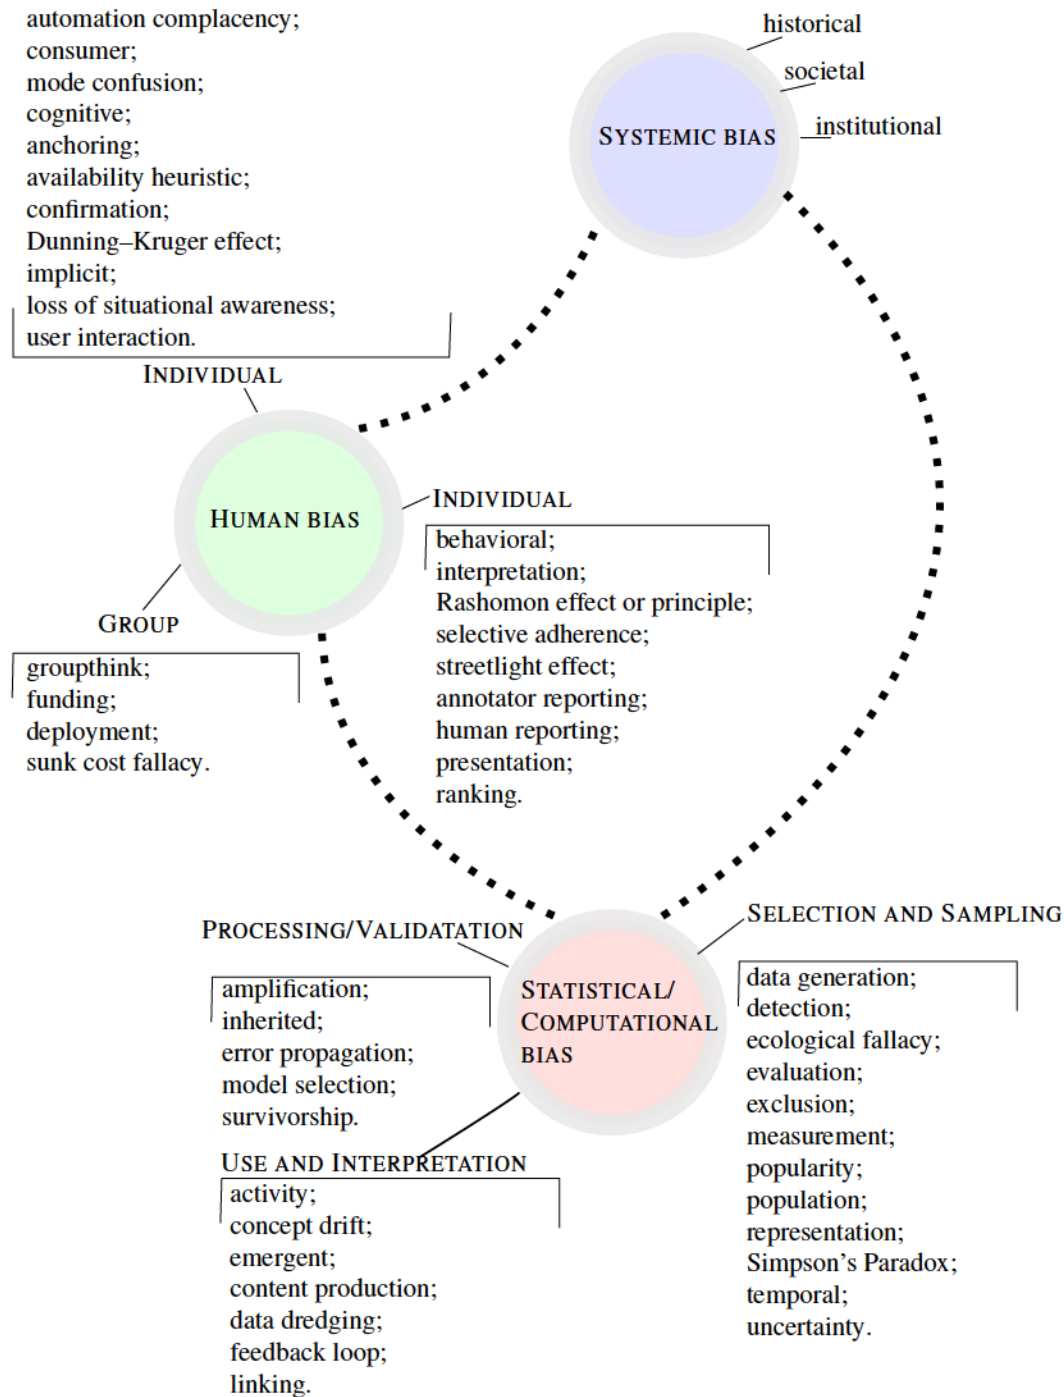 automation complacency;
consumer;
mode confusion;
cognitive;
anchoring;
availability heuristic;
confirmation;
Dunning–Kruger effect;
implicit;
loss of situational awareness;
user interaction.
INDIVIDUAL
historical
societal
institutional
SYSTEMIC BIAS
HUMAN BIAS
INDIVIDUAL
behavioral;
interpretation;
Rashomon effect or principle;
selective adherence;
streetlight effect;
annotator reporting;
human reporting;
presentation;
ranking.
GROUP
groupthink;
funding;
deployment;
sunk cost fallacy.
PROCESSING/VALIDATATION
amplification;
inherited;
error propagation;
model selection;
survivorship.
STATISTICAL/
COMPUTATIONAL
BIAS
SELECTION AND SAMPLING
data generation;
detection;
ecological fallacy;
evaluation;
exclusion;
measurement;
popularity;
population;
representation;
Simpson’s Paradox;
temporal;
uncertainty.
USE AND INTERPRETATION
activity;
concept drift;
emergent;
content production;
data dredging;
feedback loop;
linking.